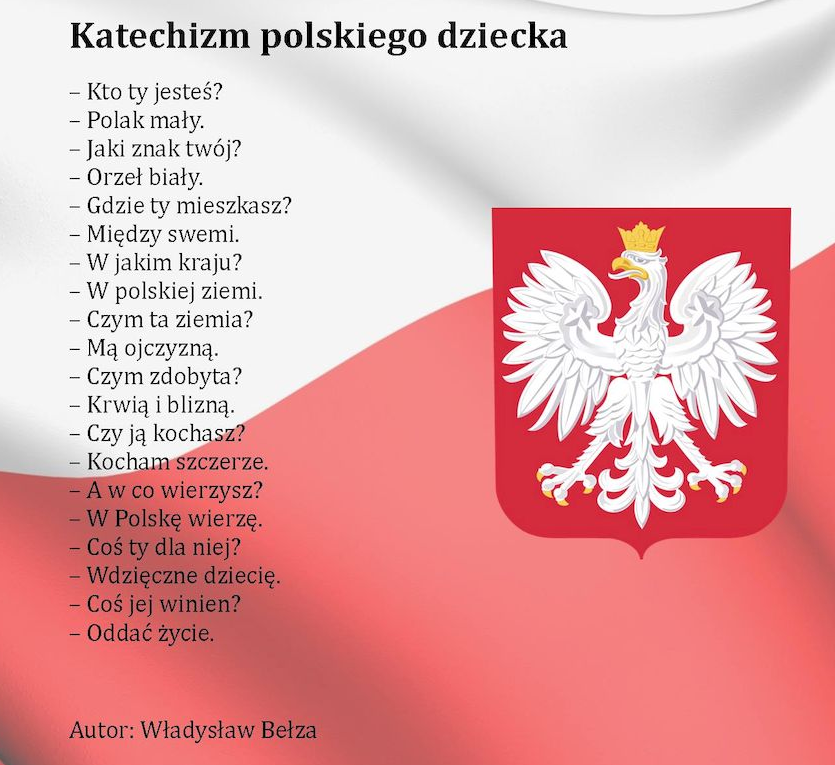 Katechizm polskiego dziecka
– Kto ty jesteś?
– Polak mały.
– Jaki znak twój?
– Orzeł biały.
– Gdzie ty mieszkasz?
– Między swemi.
– W jakim kraju?
– W polskiej ziemi.
– Czym ta ziemia?
– Mą ojczyzną.
– Czym zdobyta?
– Krwią i blizną.
– Czy ją kochasz?
– Kocham szczerze.
– A w co wierzysz?
– W Polskę wierzę.
– Coś ty dla niej?
– Wdzięczne dziecię.
– Coś jej winien?
– Oddać życie.
Autor: Władysław Bełza